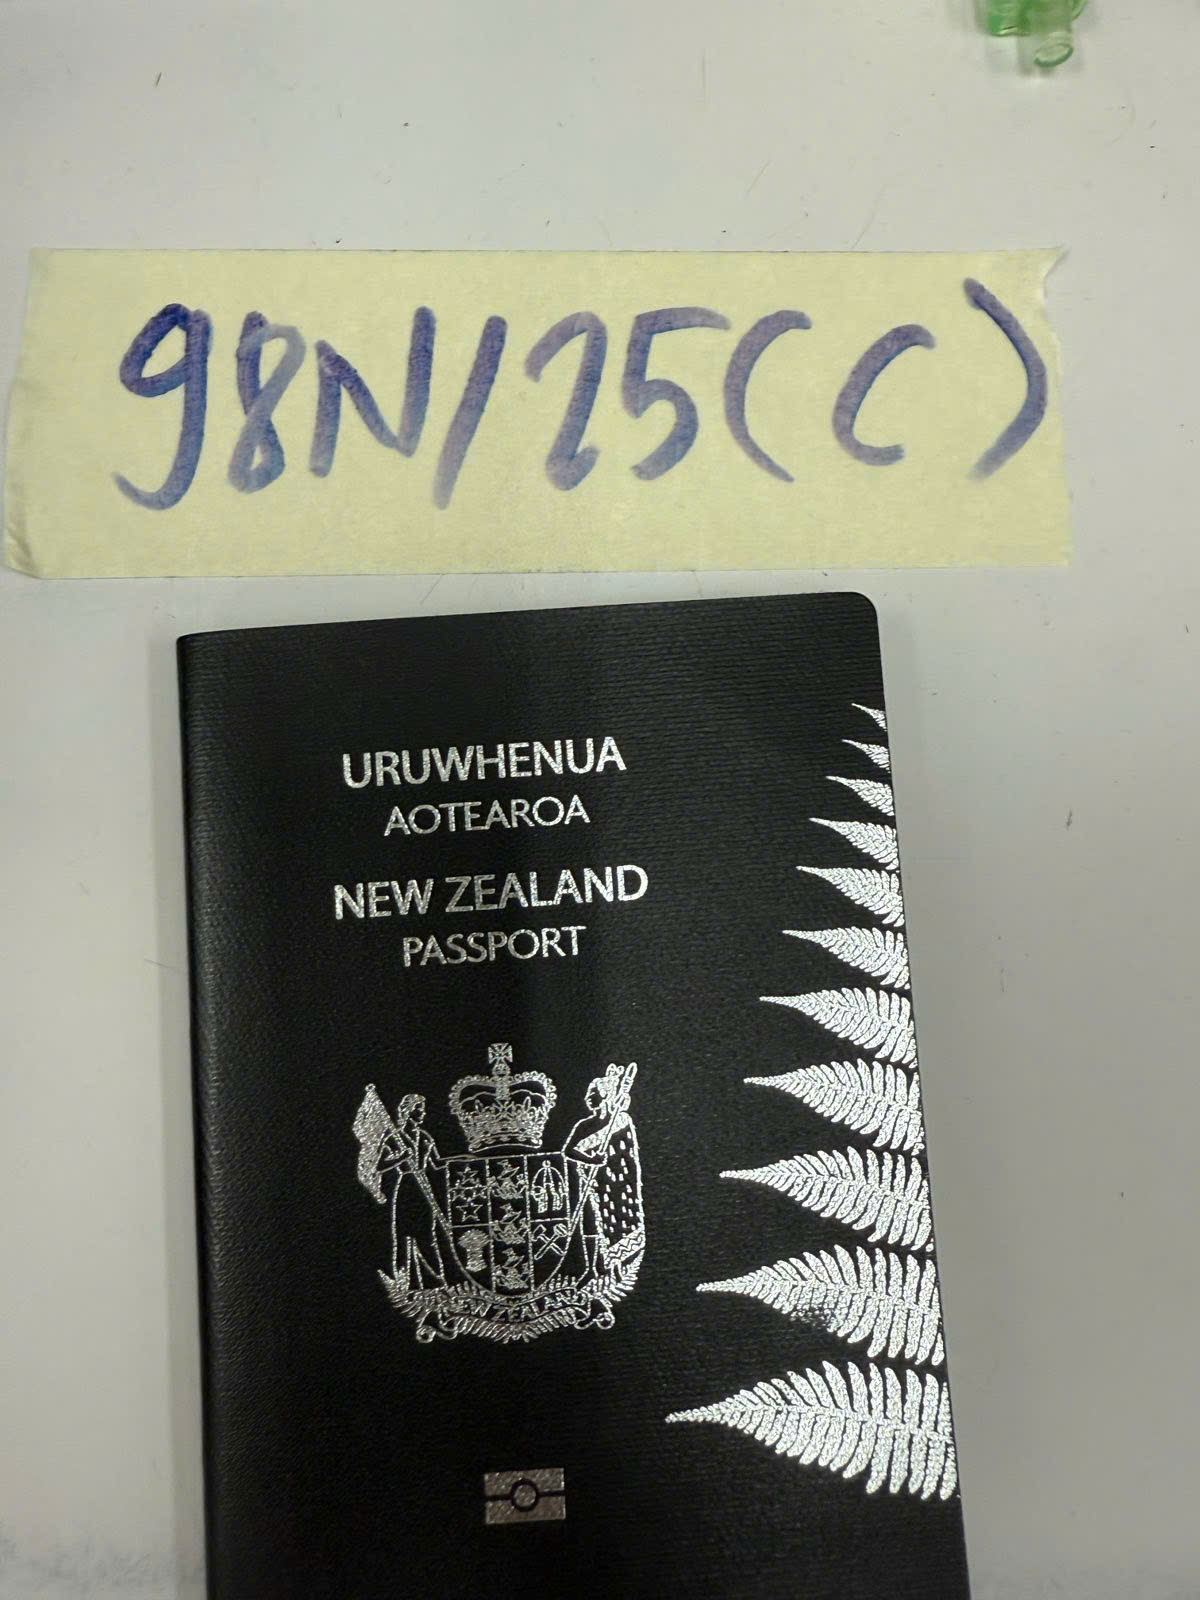 98N/25(C)
URUWHENUA
AOTEAROA
NEW ZEALAND
PASSPORT
NEW ZEALAND